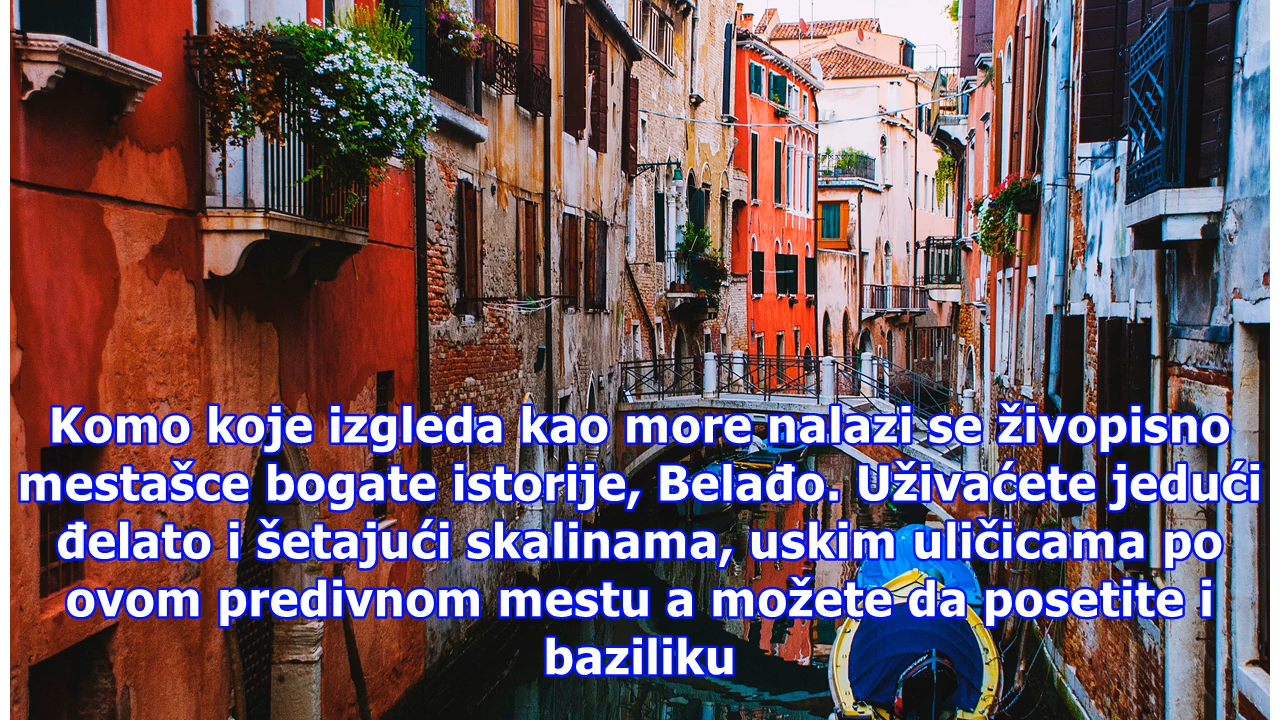 Komo koje izgleda kao more nalazi se živopisno
mestašce bogate istorije, Belađo. Uživaćete jedući
đelato i šetajući skalinama, uskim uličicama po
ovom predivnom mestu a možete da posetite i
baziliku